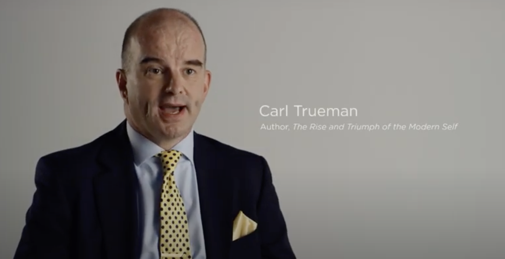 Carl Trueman
Author, The Rise and Triumph of the Modern Self